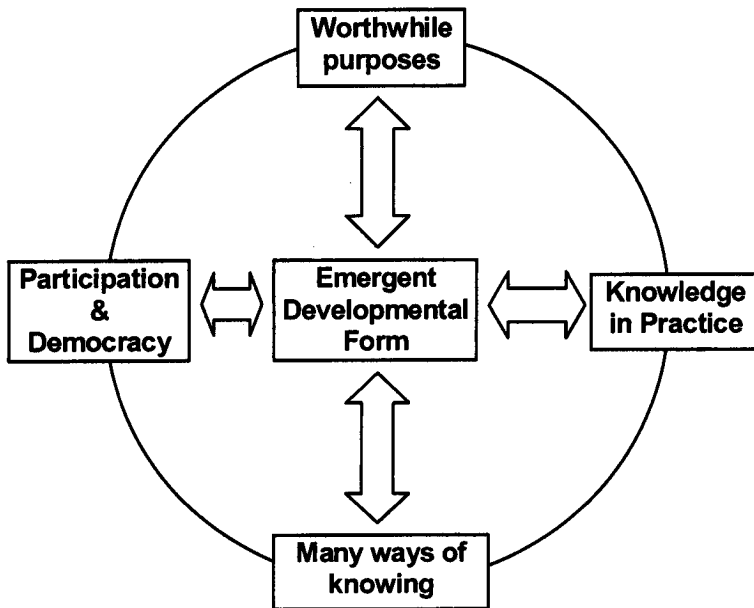 Worthwhile
purposes
Participation
&
Democracy
Emergent
Developmental
Form
Knowledge
in Practice
Many ways of
knowing